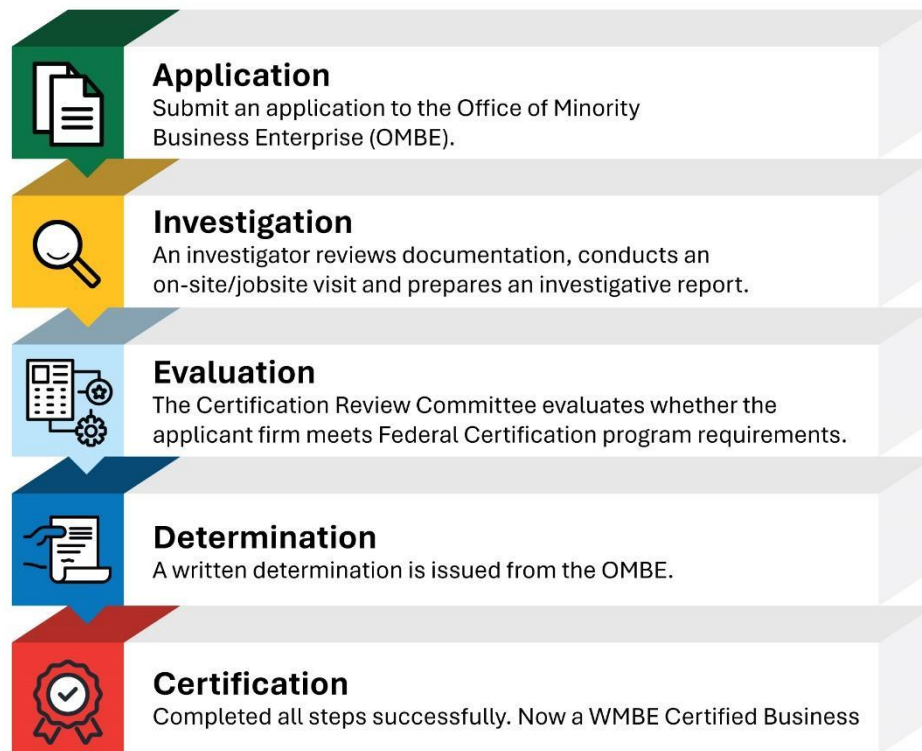 Application
Submit an application to the Office of Minority
Business Enterprise (OMBE).
Investigation
An investigator reviews documentation, conducts an
on-site/jobsite visit and prepares an investigative report.
Evaluation
The Certification Review Committee evaluates whether the
applicant firm meets Federal Certification program requirements.
Determination
A written determination is issued from the OMBE.
Certification
Completed all steps successfully. Now a WMBE Certified Business